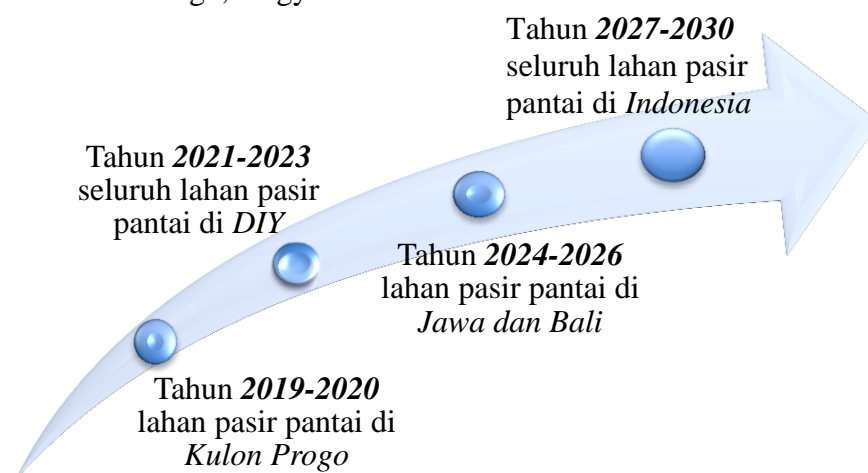 Tahun 2027-2030
seluruh lahan pasir
pantai di Indonesia
Tahun 2021-2023
seluruh lahan pasir
pantai di DIY
Tahun 2024-2026
lahan pasir pantai di
Jawa dan Bali
Tahun 2019-2020
lahan pasir pantai di
Kulon Progo